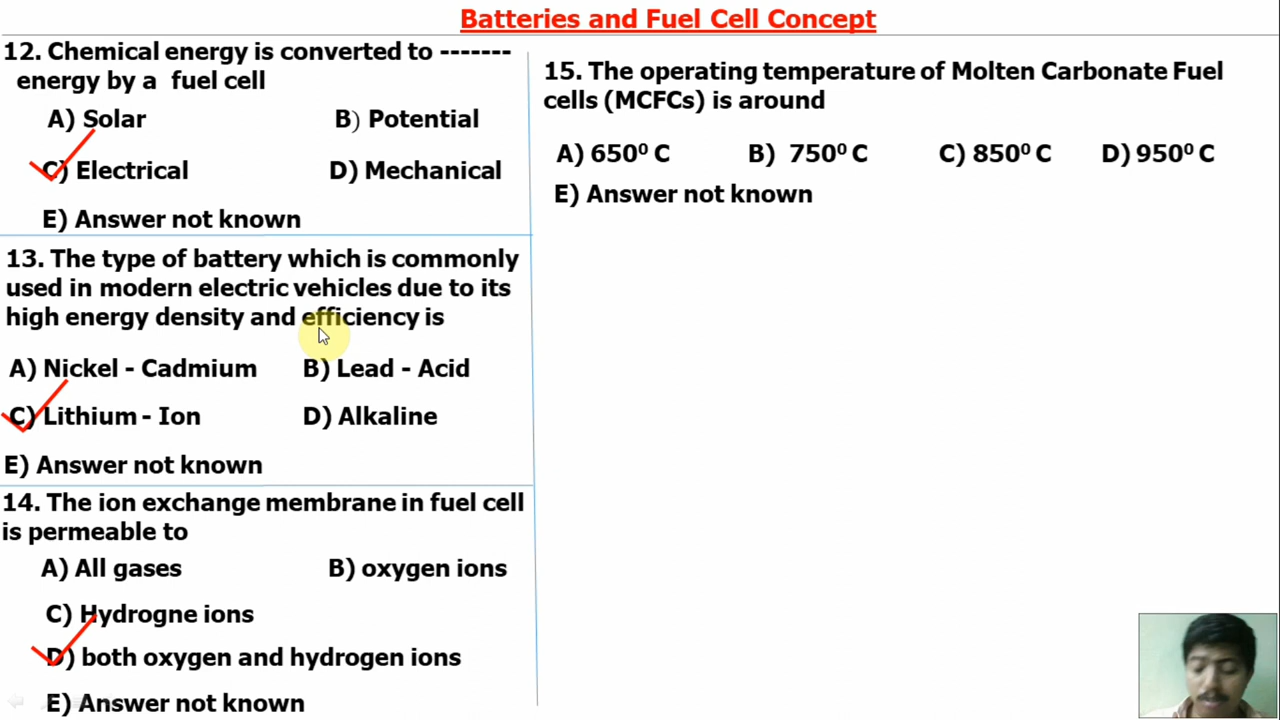 Batteries and Fuel Cell Concept
12. Chemical energy is converted to -------
energy by a fuel cell
A) Solar
B) Potential
C) Electrical
D) Mechanical
E) Answer not known
13. The type of battery which is commonly
used in modern electric vehicles due to its
high energy density and efficiency is
A) Nickel - Cadmium
B) Lead - Acid
C) Lithium - Ion
D) Alkaline
E) Answer not known
14. The ion exchange membrane in fuel cell
is permeable to
A) All gases
B) oxygen ions
C) Hydrogne ions
D) both oxygen and hydrogen ions
E) Answer not known
15. The operating temperature of Molten Carbonate Fuel
cells (MCFCs) is around
A) 650⁰ C
B) 750⁰ C
C) 850⁰ C
D) 950⁰ C
E) Answer not known